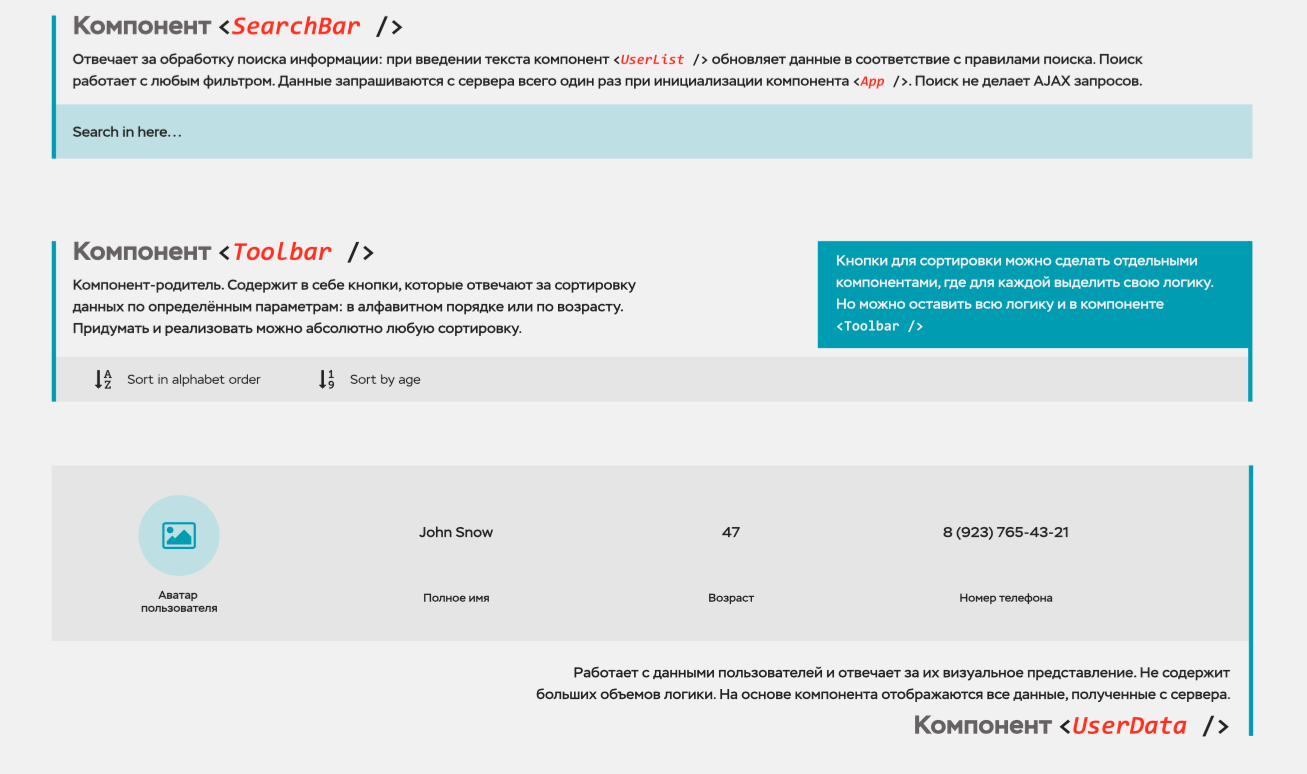 Компонент <SearchBar />
Отвечает за обработку поиска информации: при введении текста компонент <UserList /> обновляет данные в соответствие с правилами поиска. Поиск
работает с любым фильтром. Данные запрашиваются с сервера всего один раз при инициализации компонента <App />. Поиск не делает AJAX запросов.
Search in here...
Компонент <Toolbar />
Компонент-родитель. Содержит в себе кнопки, которые отвечают за сортировку
данных по определённым параметрам: в алфавитном порядке или по возрасту.
Придумать и реализовать можно абсолютно любую сортировку.
Кнопки для сортировки можно сделать отдельными
компонентами, где для каждой выделить свою логику.
Но можно оставить всю логику и в компоненте
<Toolbar />
A
Z
Sort in alphabet order
1
9
Sort by age
John Snow
47
8 (923) 765-43-21
Аватар
пользователя
Полное имя
Возраст
Номер телефона
Работает с данными пользователей и отвечает за их визуальное представление. Не содержит
больших объемов логики. На основе компонента отображаются все данные, полученные с сервера.
Компонент <UserData />